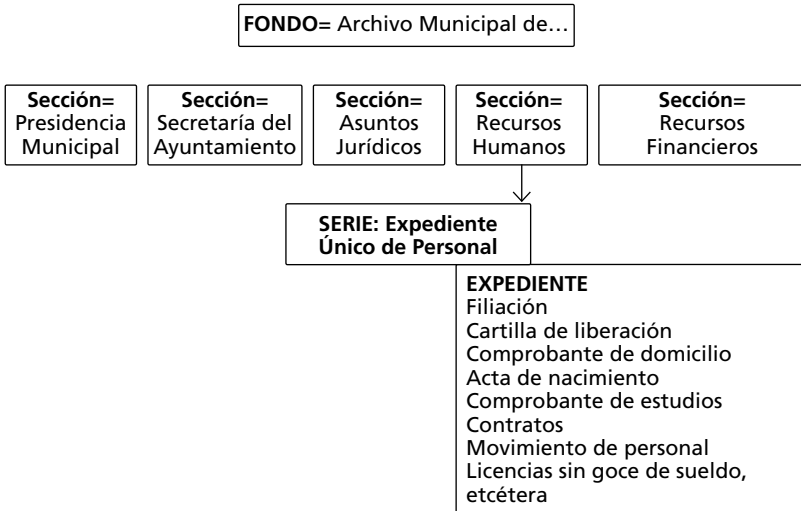 FONDO= Archivo Municipal de…
Sección=
Presidencia
Municipal
Sección=
Secretaría del
Ayuntamiento
Sección=
Asuntos
Jurídicos
Sección=
Recursos
Humanos
Sección=
Recursos
Financieros
SERIE: Expediente
Único de Personal
EXPEDIENTE
Filiación
Cartilla de liberación
Comprobante de domicilio
Acta de nacimiento
Comprobante de estudios
Contratos
Movimiento de personal
Licencias sin goce de sueldo,
etcétera